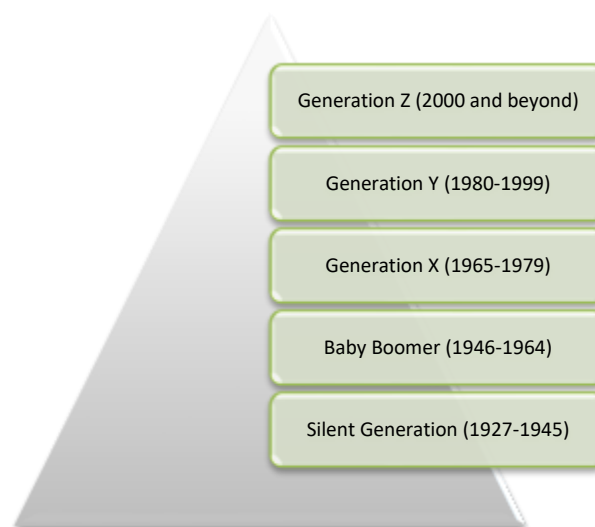 Generation Z (2000 and beyond)
Generation Y (1980-1999)
Generation X (1965-1979)
Baby Boomer (1946-1964)
Silent Generation (1927-1945)